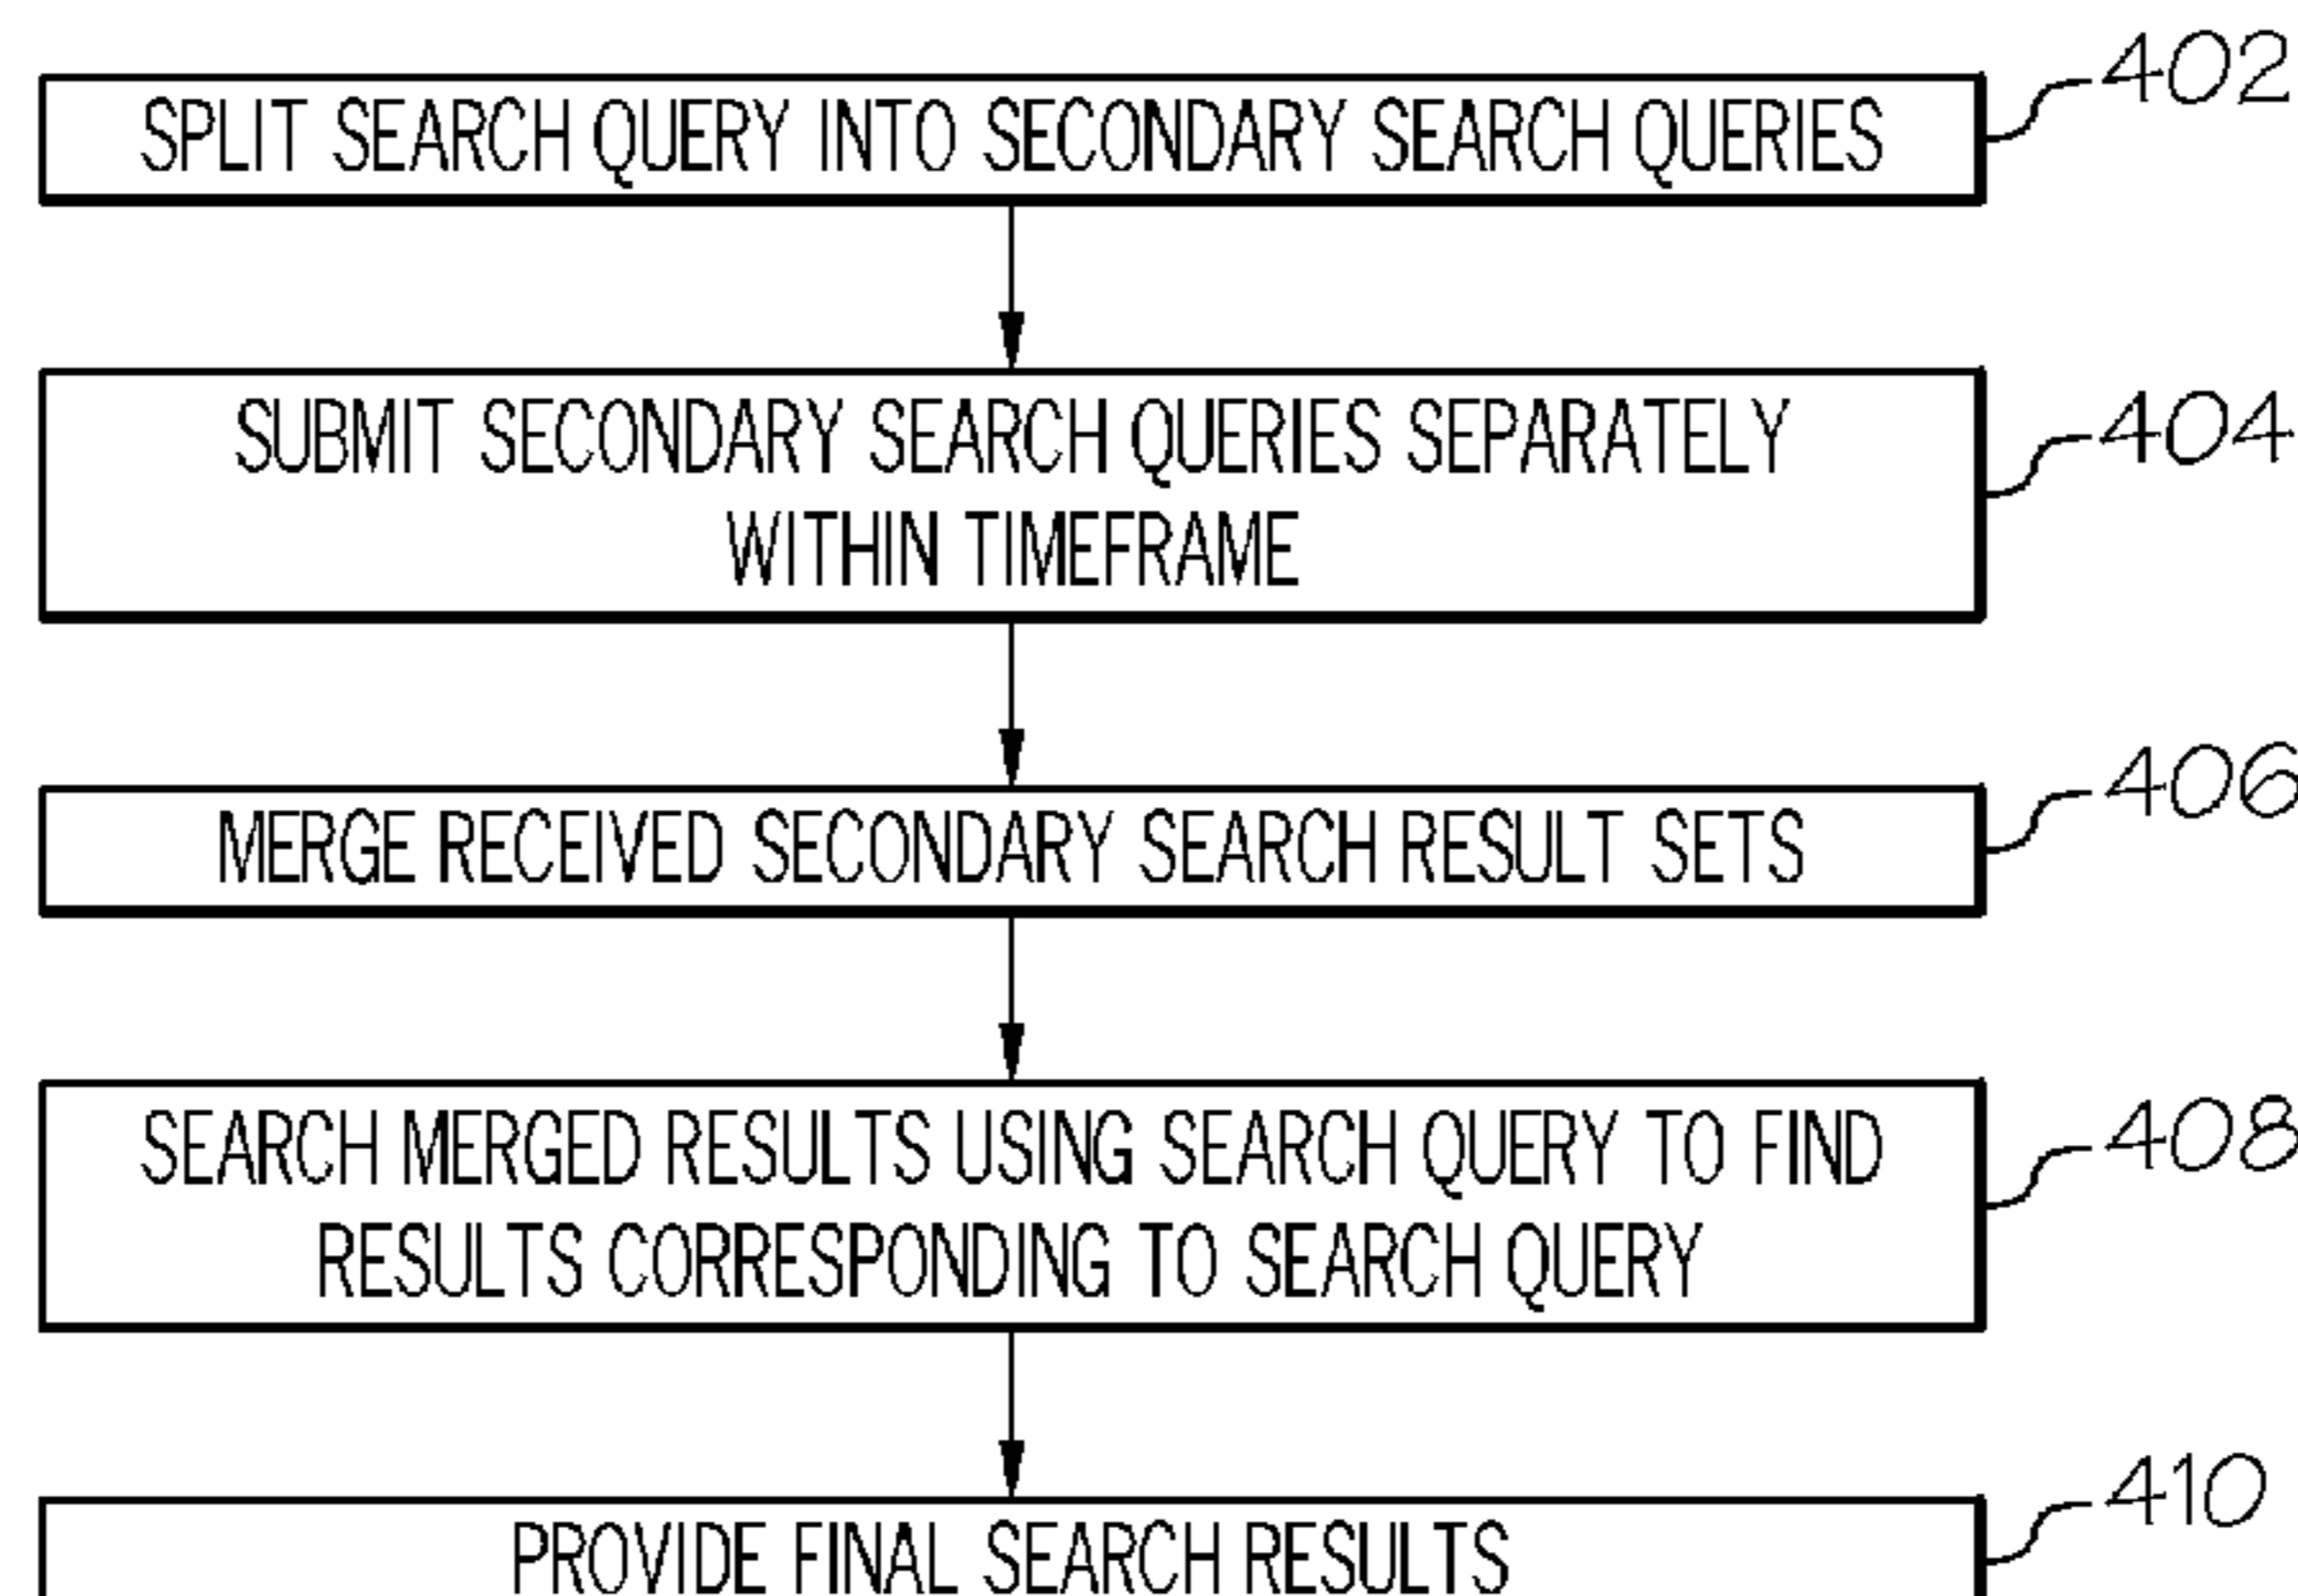 SPLIT SEARCH QUERY INTO SECONDARY SEARCH QUERIES
402
SUBMIT SECONDARY SEARCH QUERIES SEPARATELY
WITHIN TIMEFRAME
404
MERGE RECEIVED SECONDARY SEARCH RESULT SETS
406
SEARCH MERGED RESULTS USING SEARCH QUERY TO FIND
RESULTS CORRESPONDING TO SEARCH QUERY
408
PROVIDE FINAL SEARCH RESULTS
410